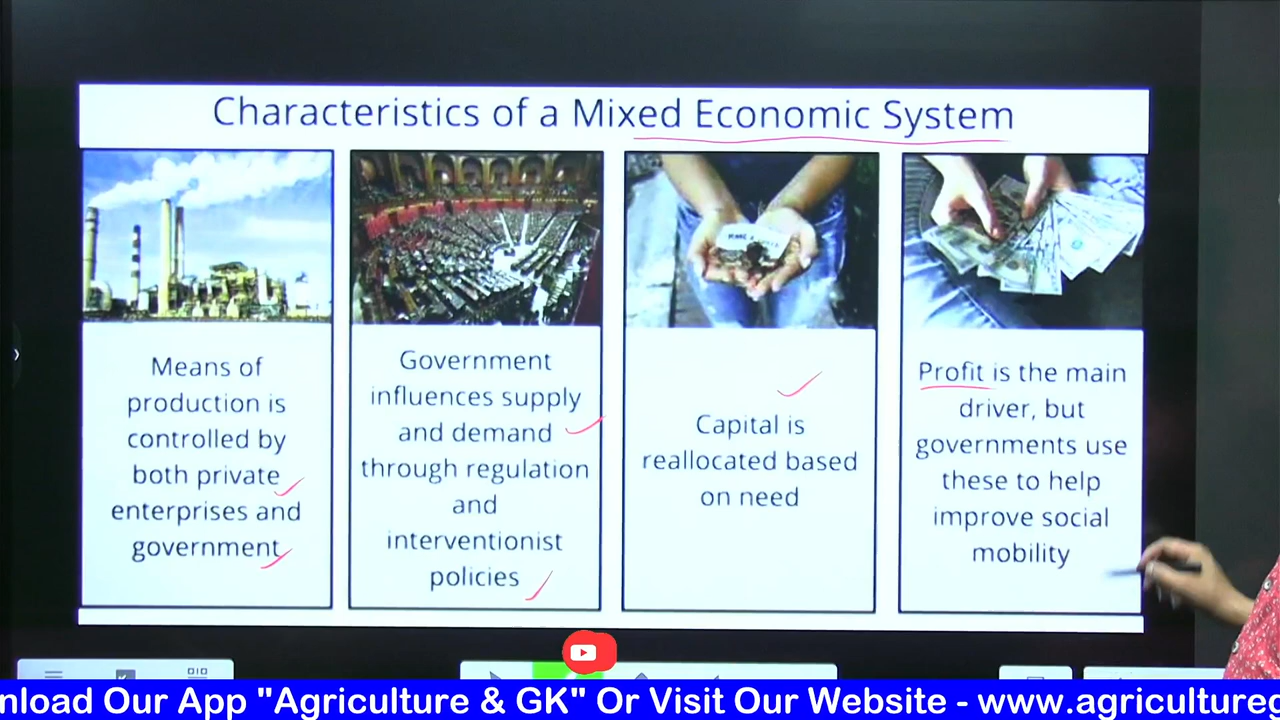 Characteristics of a Mixed Economic System
Means of
production is
controlled by
both private
enterprises and
government
Government
influences supply
and demand
through regulation
and
interventionist
policies
Capital is
reallocated based
on need
Profit is the main
driver, but
governments use
these to help
improve social
mobility
nload Our App "Agriculture & GK" Or Visit Our Website - www.agricultureg